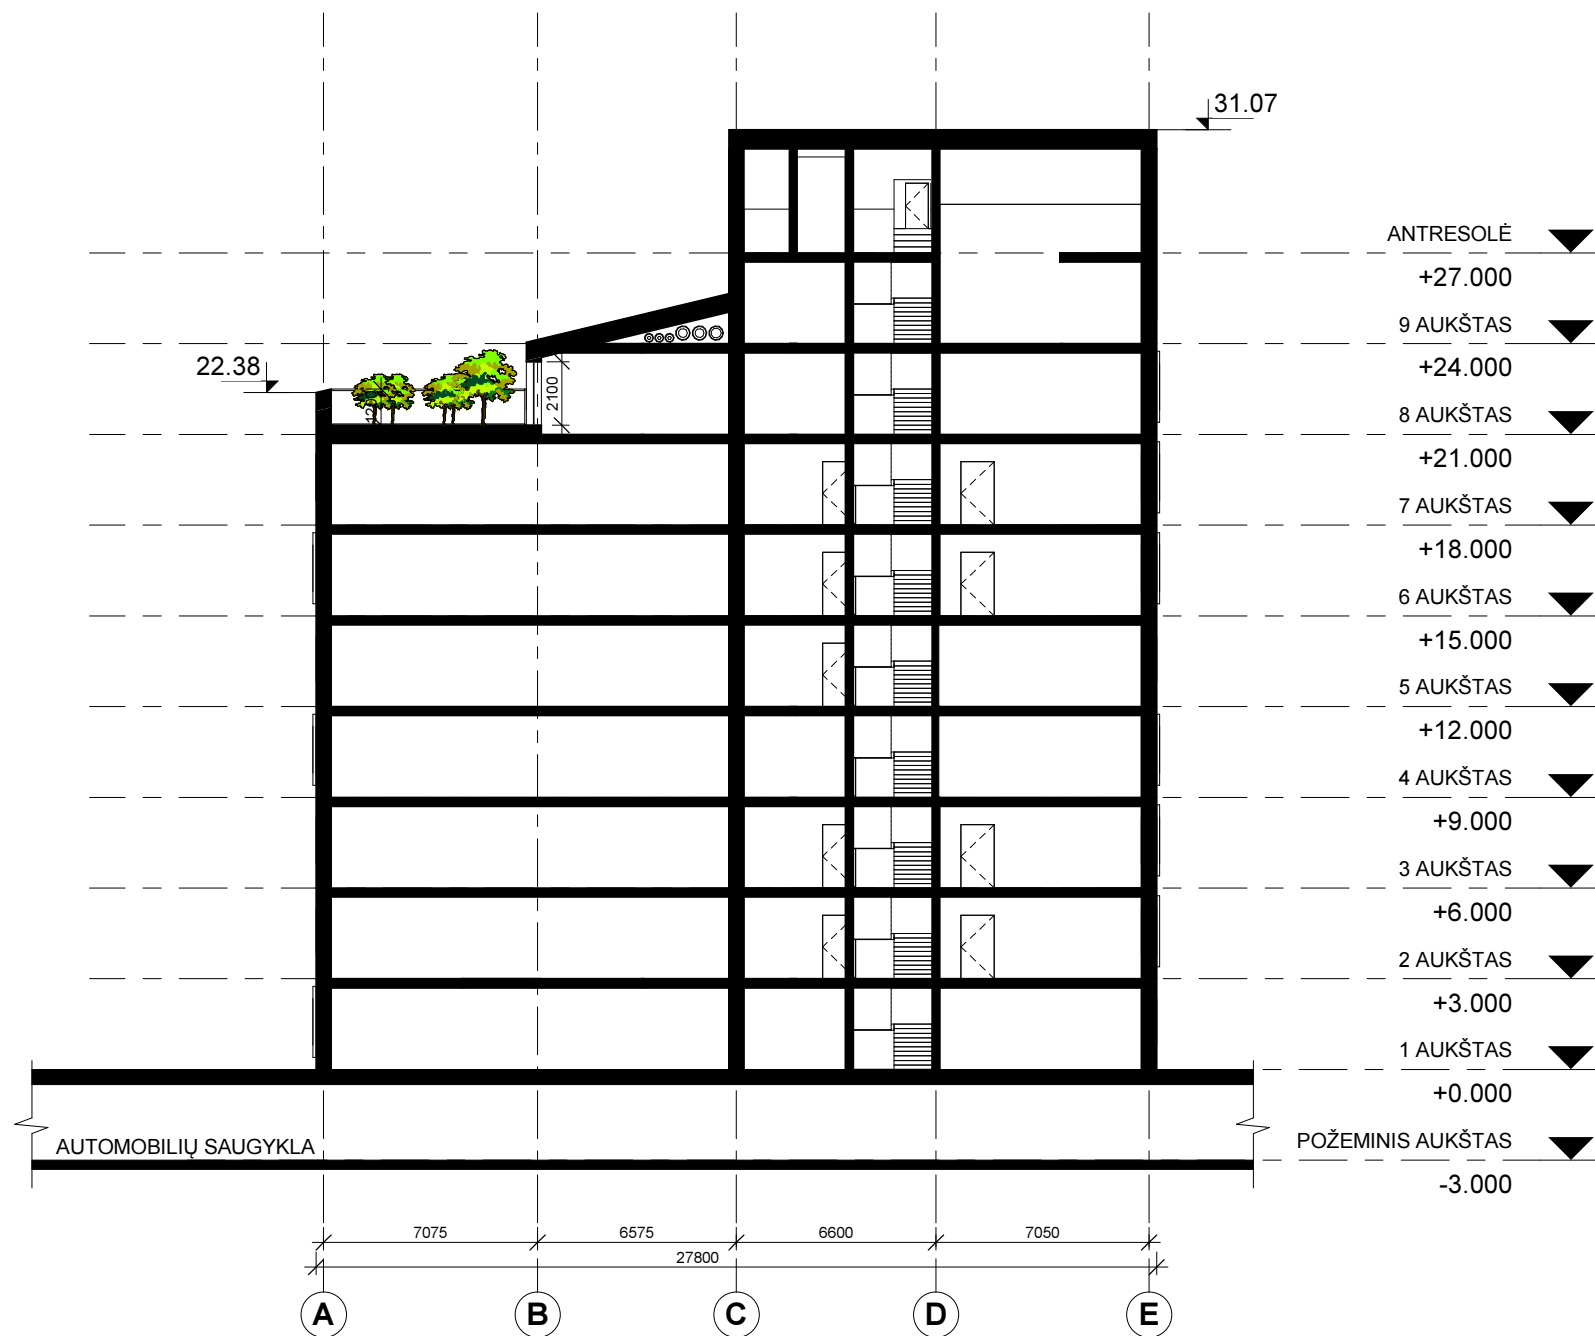 31.07
ANTRESOLĖ
+27.000
9 AUKŠTAS
+24.000
22.38
2100
8 AUKŠTAS
+21.000
7 AUKŠTAS
+18.000
6 AUKŠTAS
+15.000
5 AUKŠTAS
+12.000
4 AUKŠTAS
+9.000
3 AUKŠTAS
+6.000
2 AUKŠTAS
+3.000
1 AUKŠTAS
+0.000
AUTOMOBILIŲ SAUGYKLA
POŽEMINIS AUKŠTAS
-3.000
7075 6575 6600 7050
27800
A B C D E